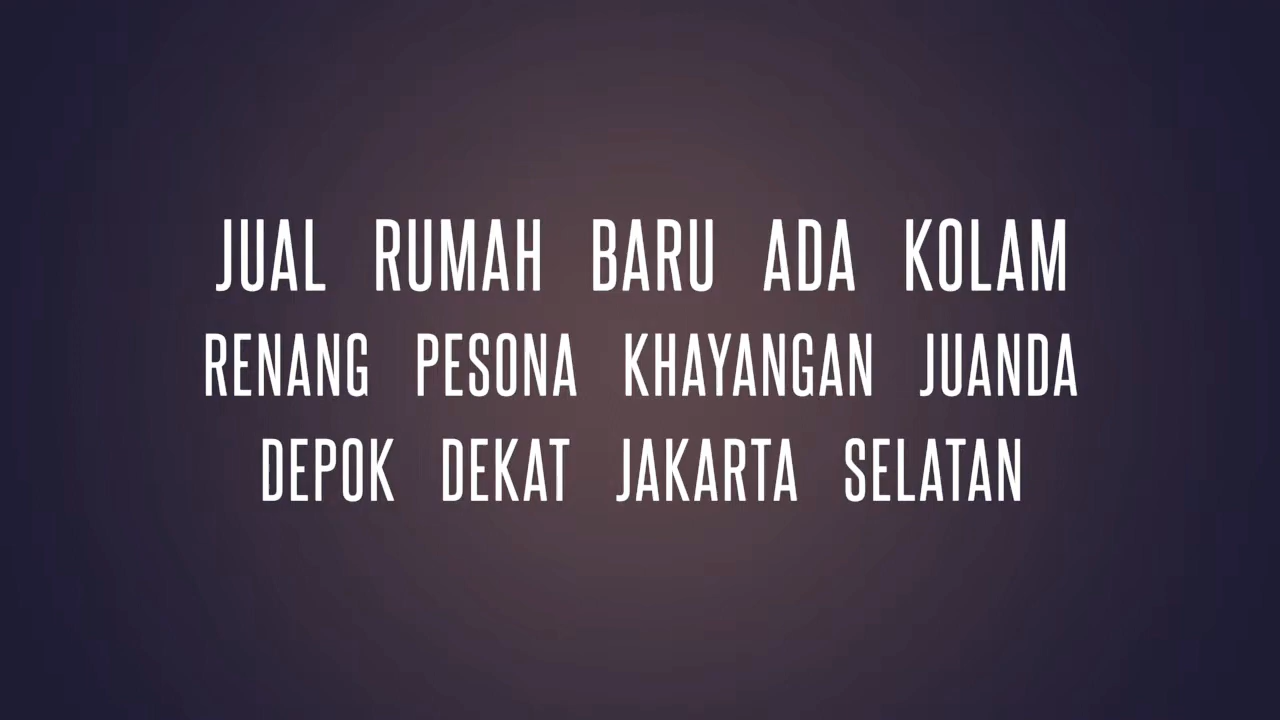 JUAL RUMAH BARU ADA KOLAM
RENANG PESONA KHAYANGAN JUANDA
DEPOK DEKAT JAKARTA SELATAN